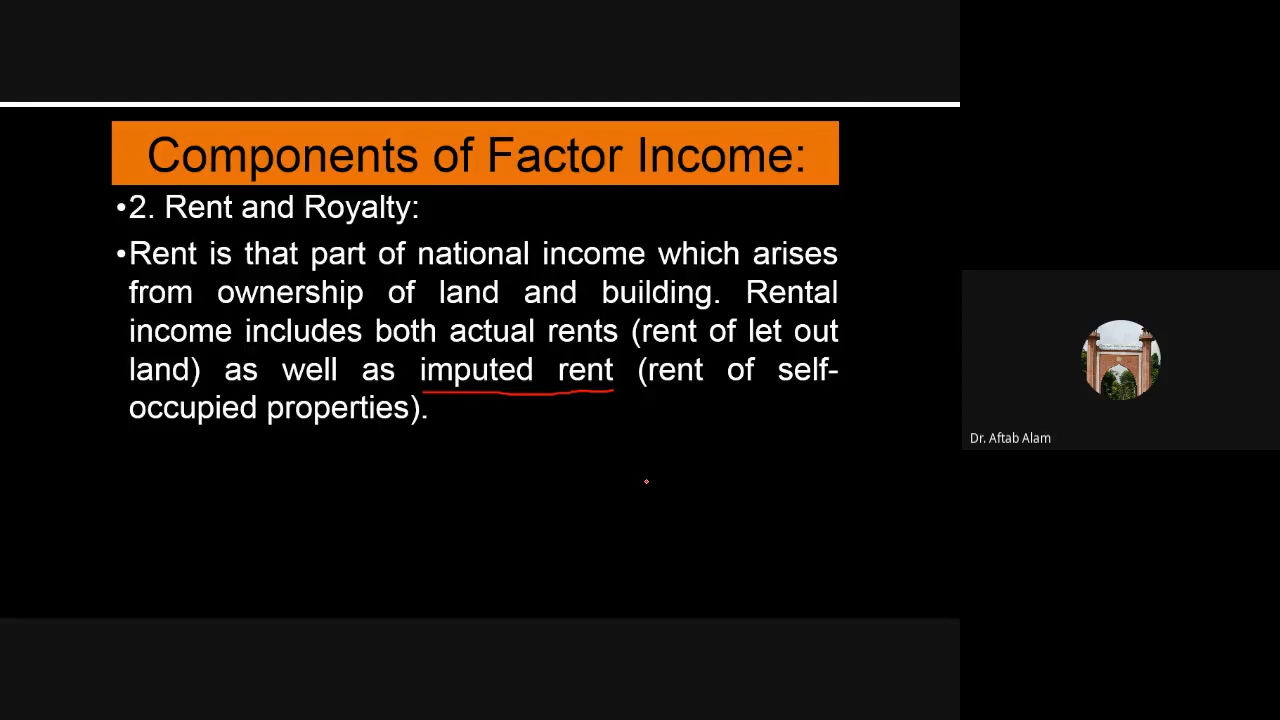 Components of Factor Income:
•2. Rent and Royalty:
•Rent is that part of national income which arises
from ownership of land and building. Rental
income includes both actual rents (rent of let out
land) as well as imputed rent (rent of self-
occupied properties).
Dr. Aftab Alam